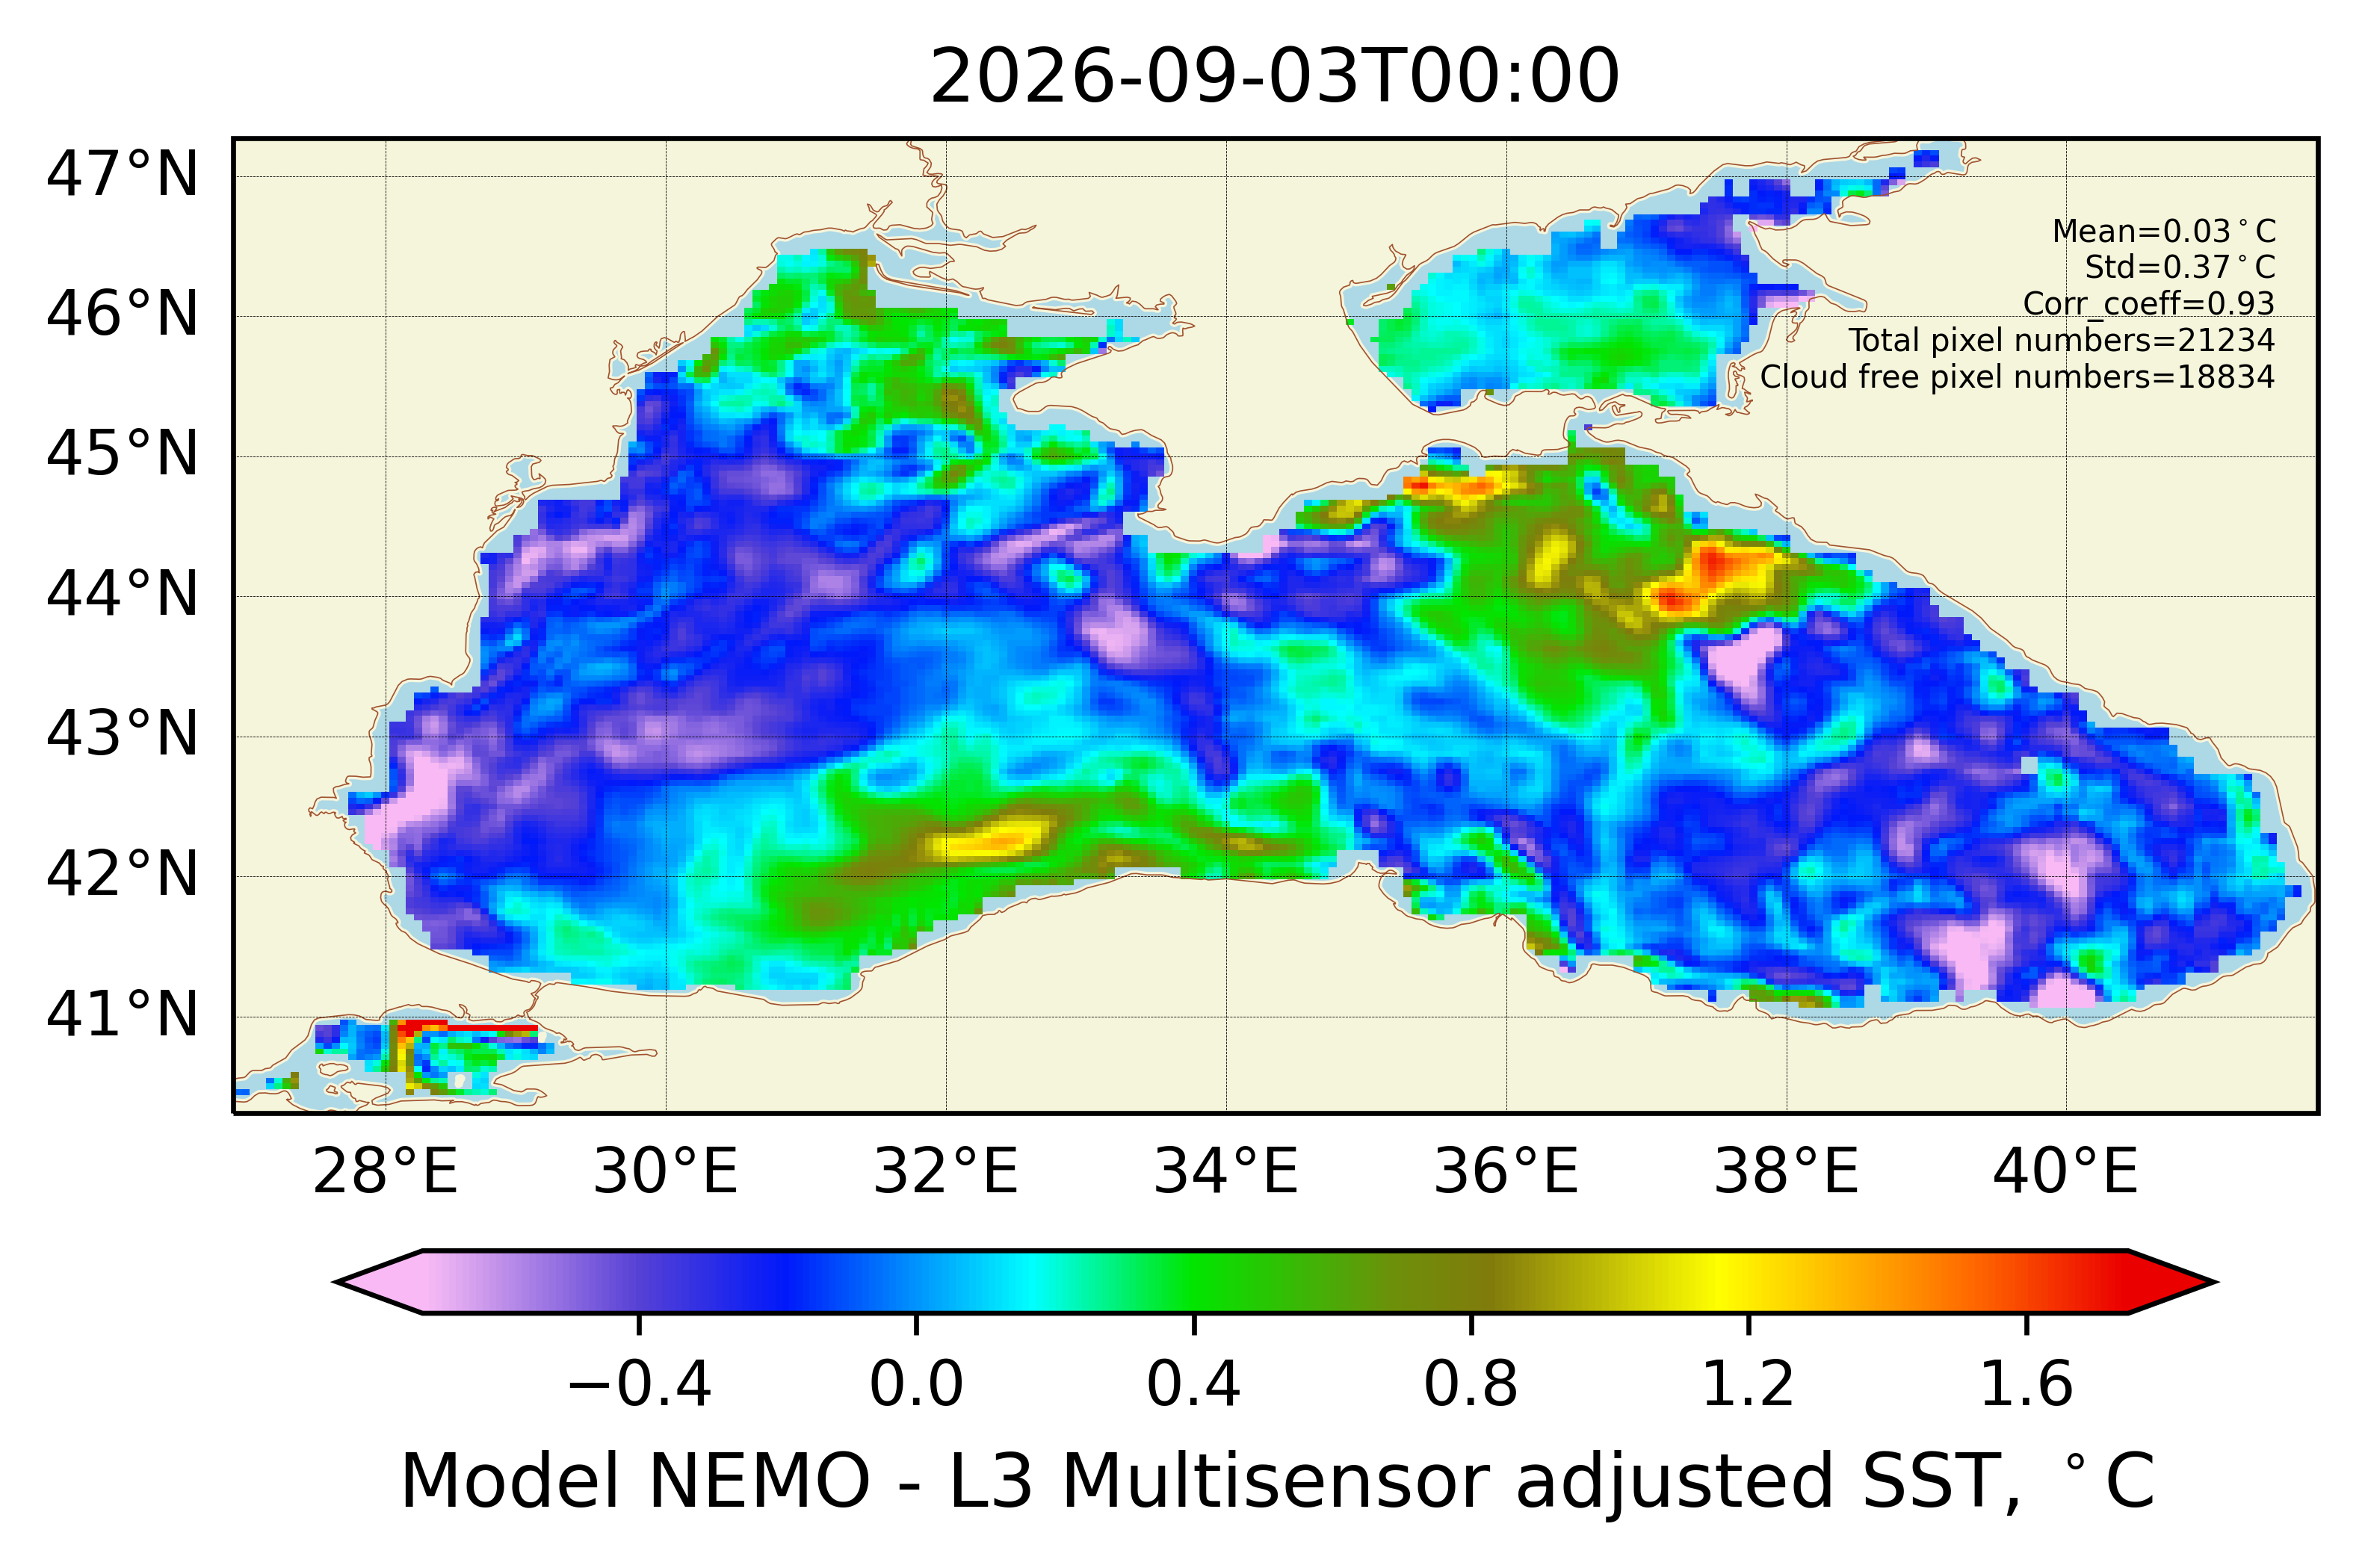 2026-09-03T00:00
47°N
46°N
45°N
44°N
43°N
42°N
41°N
Mean=0.03°C
Std=0.37°C
Corr_coeff=0.93
Total pixel numbers=21234
Cloud free pixel numbers=18834
28°E 30°E 32°E 34°E 36°E 38°E 40°E
−0.4 0.0 0.4 0.8 1.2 1.6
Model NEMO - L3 Multisensor adjusted SST, °C